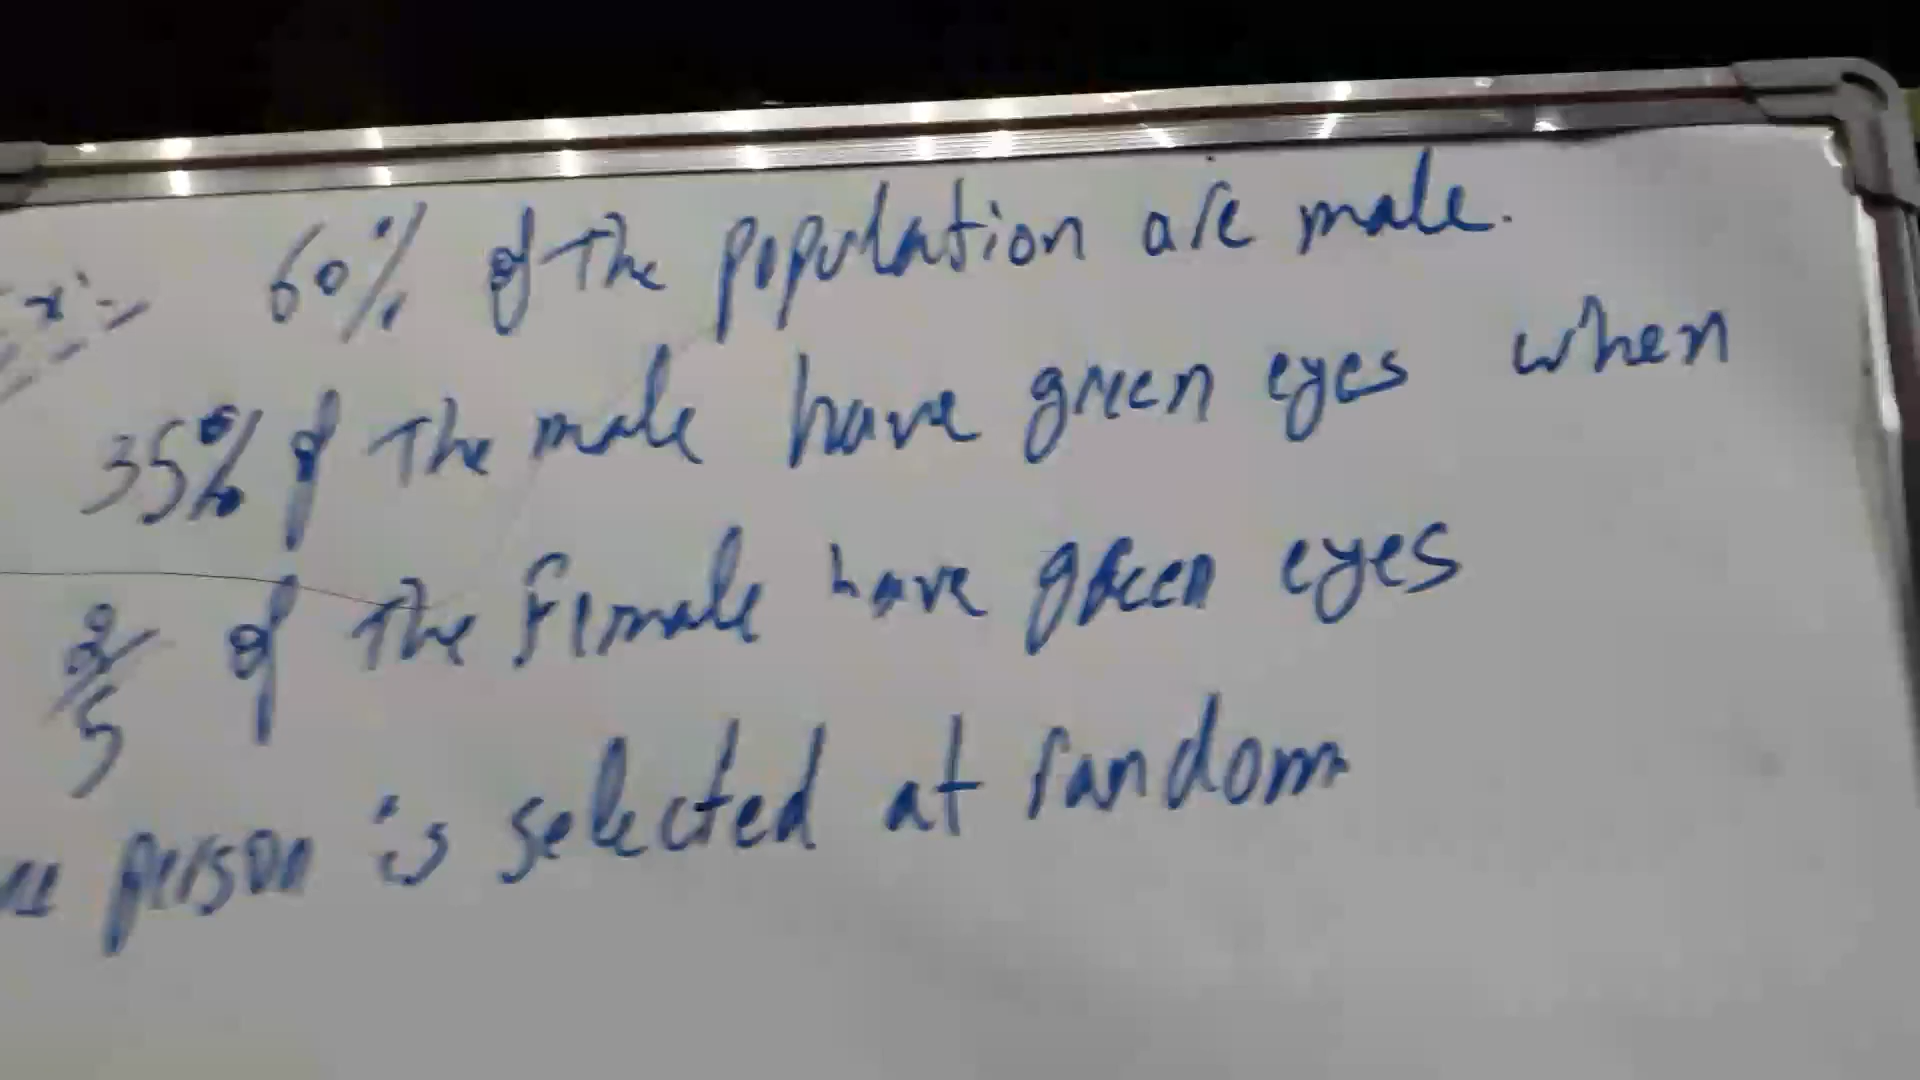 60% of The population are male.
35% of The male have green eyes when
2/5 of The Female have green eyes
person is selected at random